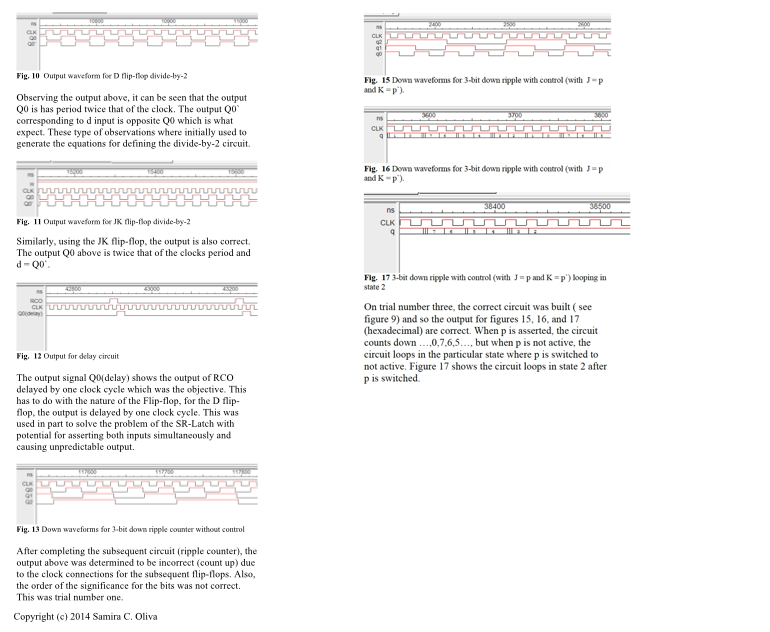 ns 10800 10900 11000
CLK
Q0
Q0'
Fig. 10 Output waveform for D flip-flop divide-by-2
Observing the output above, it can be seen that the output
Q0 is has period twice that of the clock. The output Q0`
corresponding to d input is opposite Q0 which is what
expect. These type of observations where initially used to
generate the equations for defining the divide-by-2 circuit.
ns 15200 15400 15600
CLK
Q0
Q0'
Fig. 11 Output waveform for JK flip-flop divide-by-2
Similarly, using the JK flip-flop, the output is also correct.
The output Q0 above is twice that of the clocks period and
d = Q0`.
ns 42800 43000 43200
RCO
CLK
Q0(delay)
Fig. 12 Output for delay circuit
The output signal Q0(delay) shows the output of RCO
delayed by one clock cycle which was the objective. This
has to do with the nature of the Flip-flop, for the D flip-
flop, the output is delayed by one clock cycle. This was
used in part to solve the problem of the SR-Latch with
potential for asserting both inputs simultaneously and
causing unpredictable output.
ns 117600 117700 117800
CLK
Q0
Q1
Q2
Fig. 13 Down waveforms for 3-bit down ripple counter without control
After completing the subsequent circuit (ripple counter), the
output above was determined to be incorrect (count up) due
to the clock connections for the subsequent flip-flops. Also,
the order of the significance for the bits was not correct.
This was trial number one.
Copyright (c) 2014 Samira C. Oliva
ns 2400 2500 2600
CLK
q2
q1
q0
Fig. 15 Down waveforms for 3-bit down ripple with control (with J = p
and K = p`).
ns 3600 3700 3800
CLK
q
Fig. 16 Down waveforms for 3-bit down ripple with control (with J = p
and K = p`).
ns 38400 38500
CLK
q 7 6 5 4 3 2
Fig. 17 3-bit down ripple with control (with J = p and K = p`) looping in
state 2
On trial number three, the correct circuit was built ( see
figure 9) and so the output for figures 15, 16, and 17
(hexadecimal) are correct. When p is asserted, the circuit
counts down …,0,7,6,5…, but when p is not active, the
circuit loops in the particular state where p is switched to
not active. Figure 17 shows the circuit loops in state 2 after
p is switched.